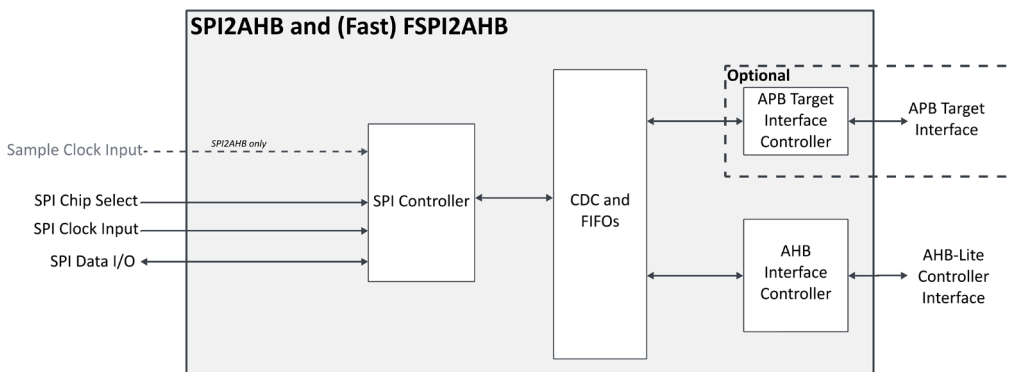 SPI2AHB and (Fast) FSPI2AHB
Optional
APB Target
Interface
Controller
APB Target
Interface
Sample Clock Input
SPI2AHB only
SPI Chip Select
SPI Clock Input
SPI Data I/O
SPI Controller
CDC and
FIFOs
AHB
Interface
Controller
AHB-Lite
Controller
Interface